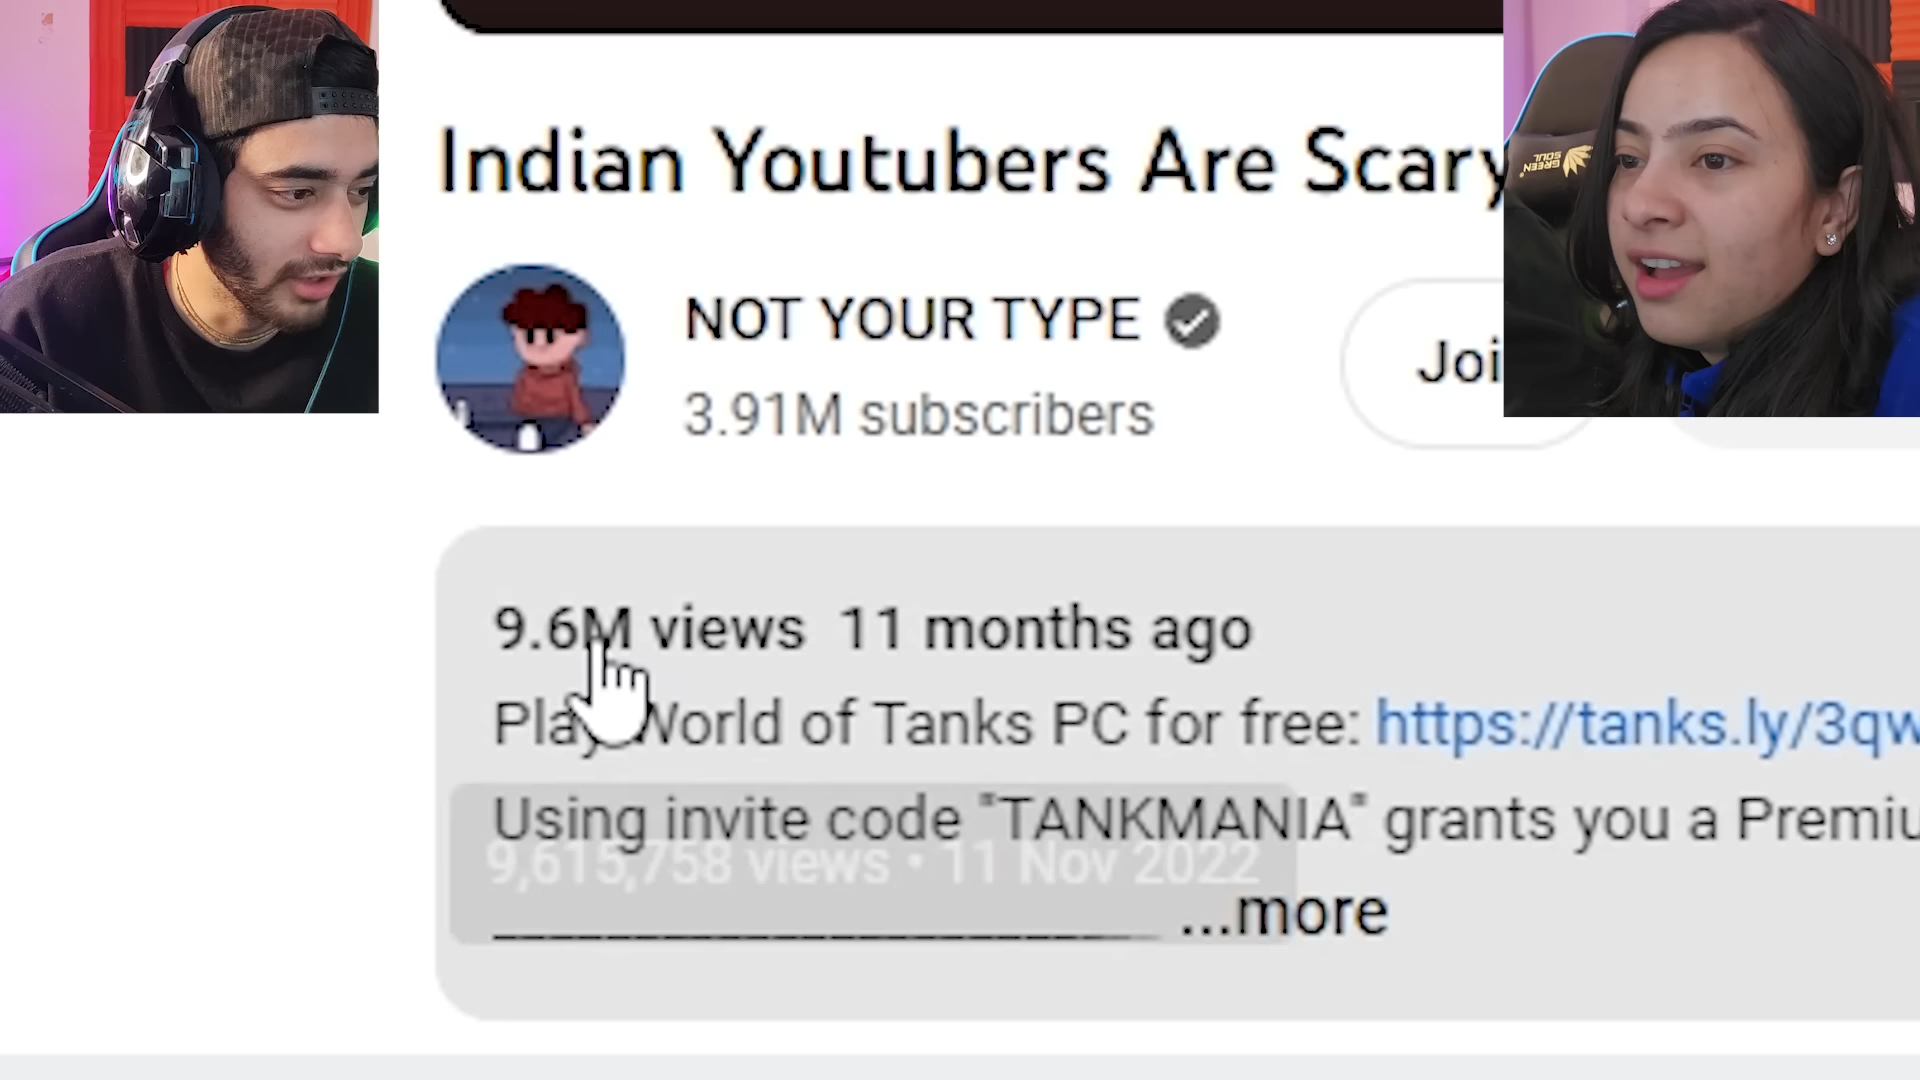 Indian Youtubers Are Scary
NOT YOUR TYPE
3.91M subscribers
Joi
GREEN SOUL
9.6M views 11 months ago
Play World of Tanks PC for free: https://tanks.ly/3qw
Using invite code "TANKMANIA" grants you a Premiu
9,615,758 views • 11 Nov 2022
...more